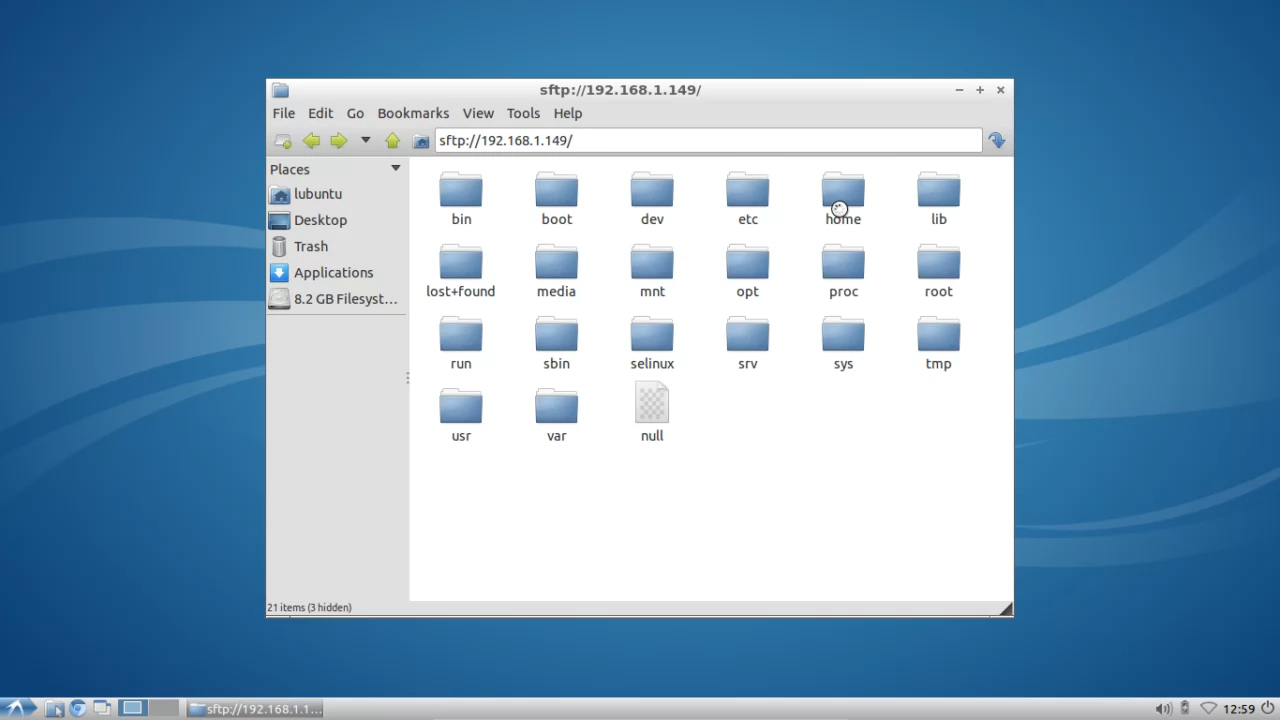 sftp://192.168.1.149/
File Edit Go Bookmarks View Tools Help
sftp://192.168.1.149/
Places
lubuntu
Desktop
Trash
Applications
8.2 GB Filesyst...
bin boot dev etc home lib
lost+found media mnt opt proc root
run sbin selinux srv sys tmp
usr var null
21 items (3 hidden)
sftp://192.168.1.1... 12:59